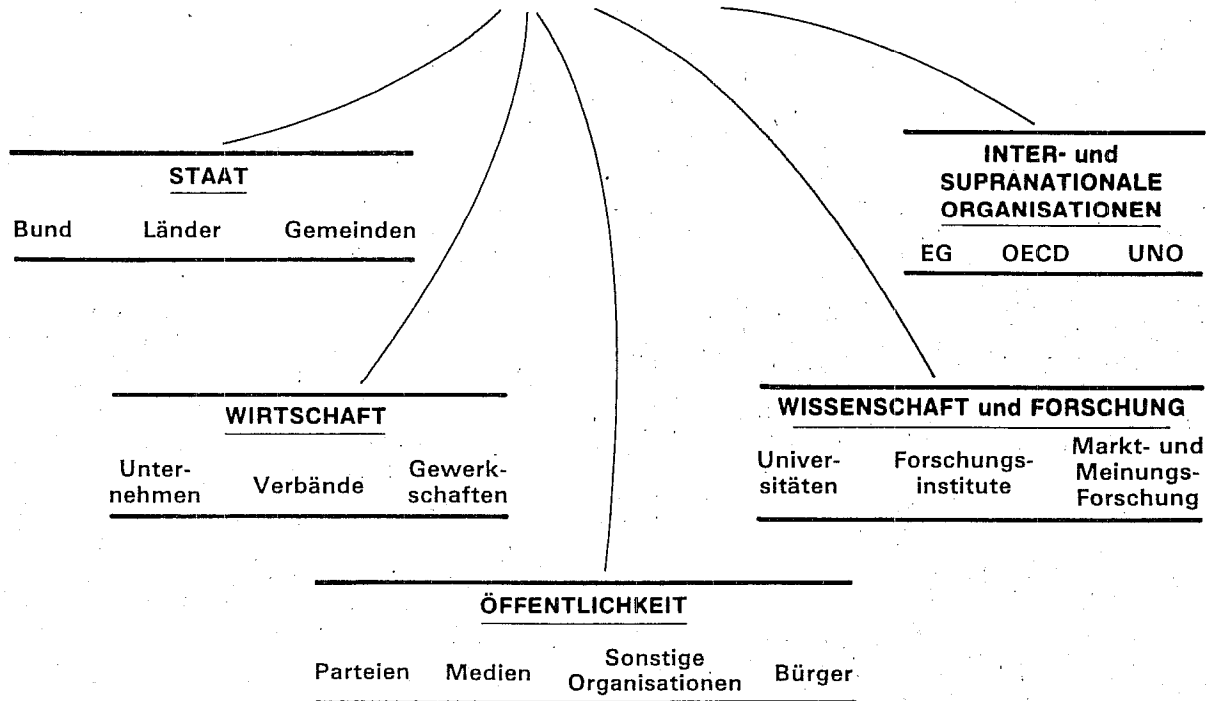 STAAT
Bund Länder Gemeinden
INTER- und
SUPRANATIONALE
ORGANISATIONEN
EG OECD UNO
WIRTSCHAFT
Unter-
nehmen
Verbände
Gewerk-
schaften
WISSENSCHAFT und FORSCHUNG
Univer-
sitäten
Forschungs-
institute
Markt- und
Meinungs-
Forschung
ÖFFENTLICHKEIT
Parteien
Medien
Sonstige
Organisationen
Bürger